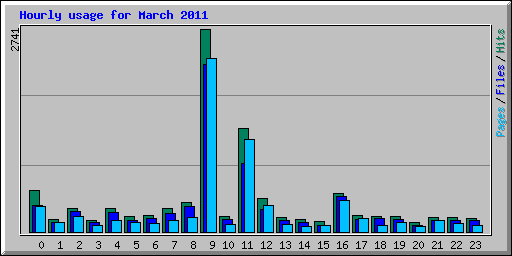 Hourly usage for March 2011
2741
Pages/Files/Hits
0 1 2 3 4 5 6 7 8 9 10 11 12 13 14 15 16 17 18 19 20 21 22 23